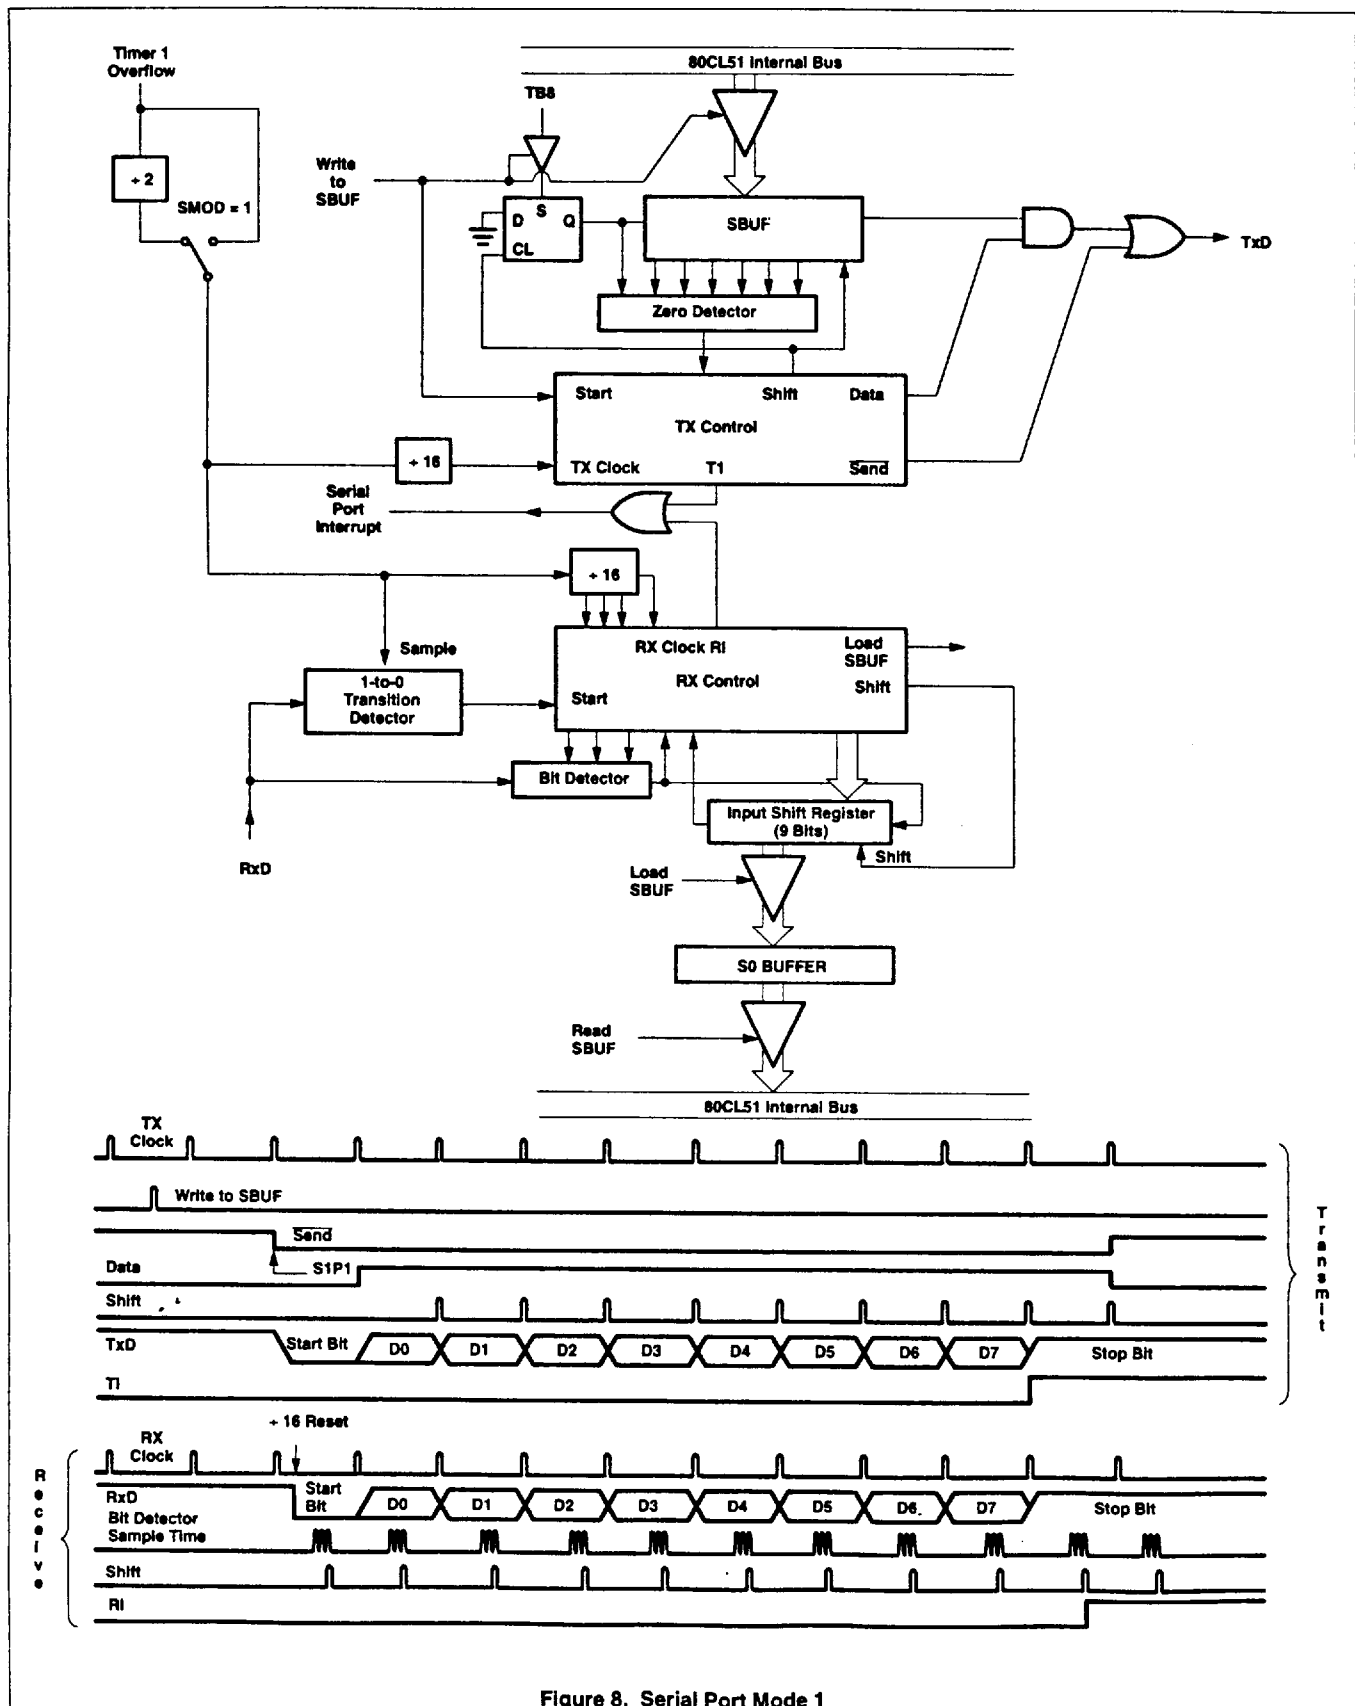 Timer 1
Overflow
80CL51 Internal Bus
TB8
Write
to
SBUF
÷ 2
SMOD = 1
S
D
Q
CL
SBUF
TxD
Zero Detector
Start
Shift
Data
TX Control
÷ 16
TX Clock
T1
Send
Serial
Port
Interrupt
÷ 16
Sample
RX Clock RI
Load
SBUF
RX Control
Shift
1-to-0
Transition
Detector
Start
Bit Detector
Input Shift Register
(9 Bits)
Shift
RxD
Load
SBUF
S0 BUFFER
Read
SBUF
80CL51 Internal Bus
TX
Clock
Write to SBUF
Send
S1P1
Data
Shift
TxD
Start Bit
D0
D1
D2
D3
D4
D5
D6
D7
Stop Bit
TI
Transmit
÷ 16 Reset
RX
Clock
RxD
Start
Bit
D0
D1
D2
D3
D4
D5
D6
D7
Stop Bit
Bit Detector
Sample Time
Shift
RI
Receive
Figure 8. Serial Port Mode 1